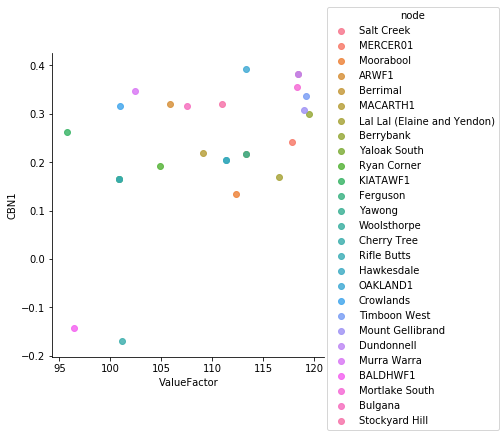 node
Salt Creek
MERCER01
Moorabool
ARWF1
Berrimal
MACARTH1
Lal Lal (Elaine and Yendon)
Berrybank
Yaloak South
Ryan Corner
KIATAWF1
Ferguson
Yawong
Woolsthorpe
Cherry Tree
Rifle Butts
Hawkesdale
OAKLAND1
Crowlands
Timboon West
Mount Gellibrand
Dundonnell
Murra Warra
BALDHWF1
Mortlake South
Bulgana
Stockyard Hill
CBN1
0.4
0.3
0.2
0.1
0.0
−0.1
−0.2
95 100 105 110 115 120
ValueFactor